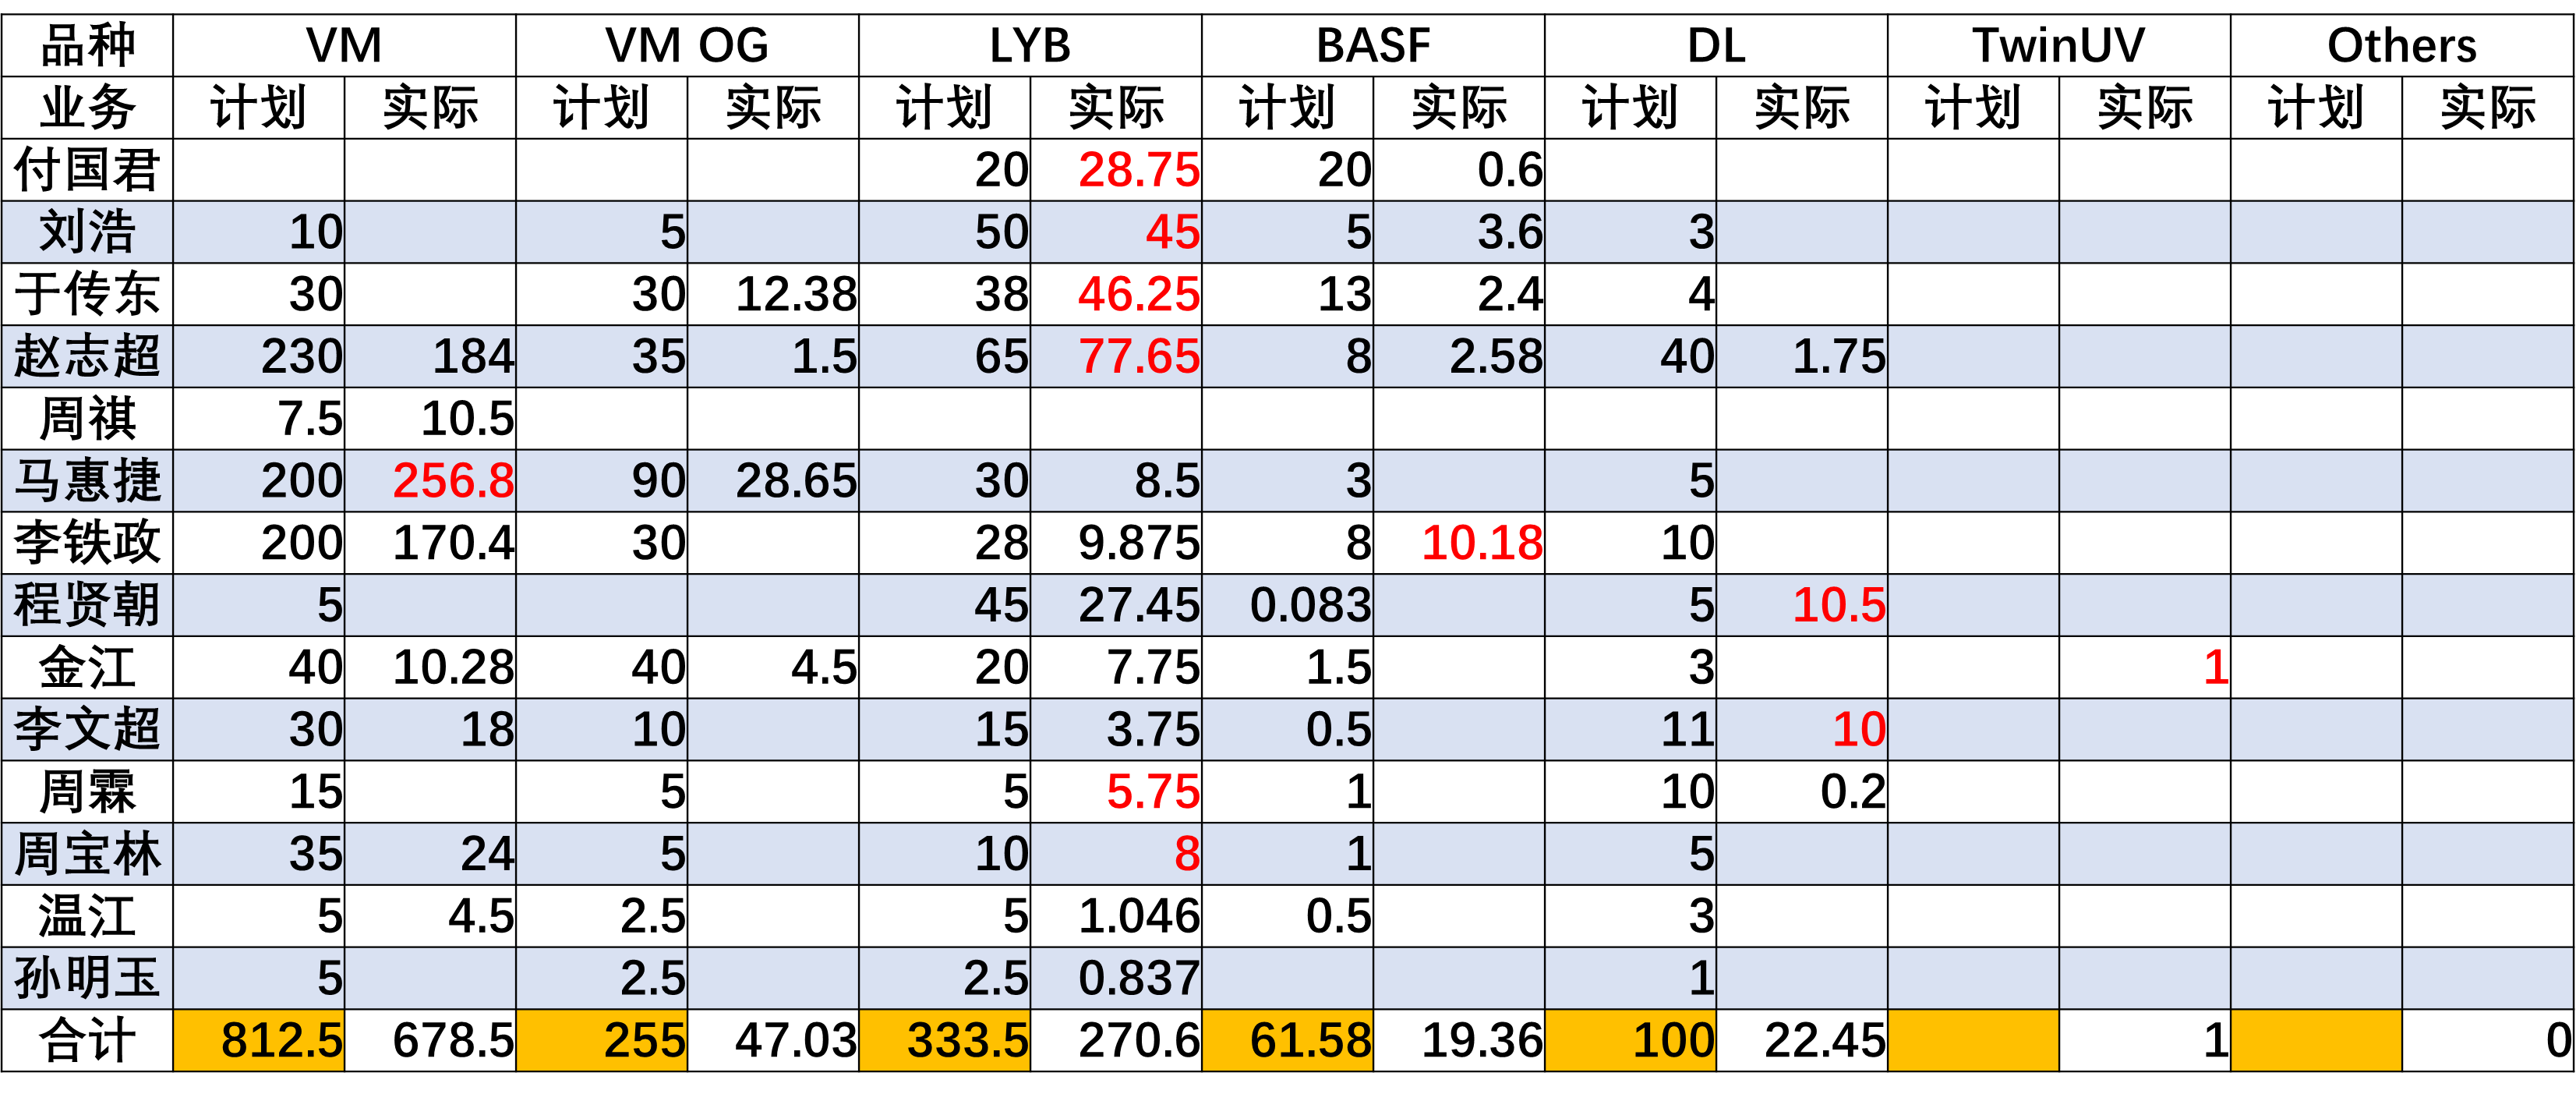 品种 VM VM OG LYB BASF DL TwinUV Others
业务 计划 实际 计划 实际 计划 实际 计划 实际 计划 实际 计划 实际 计划 实际
付国君 20 28.75 20 0.6
刘浩 10 5 50 45 5 3.6 3
于传东 30 30 12.38 38 46.25 13 2.4 4
赵志超 230 184 35 1.5 65 77.65 8 2.58 40 1.75
周祺 7.5 10.5
马惠捷 200 256.8 90 28.65 30 8.5 3 5
李铁政 200 170.4 30 28 9.875 8 10.18 10
程贤朝 5 45 27.45 0.083 5 10.5
金江 40 10.28 40 4.5 20 7.75 1.5 3 1
李文超 30 18 10 15 3.75 0.5 11 10
周霖 15 5 5 5.75 1 10 0.2
周宝林 35 24 5 10 8 1 5
温江 5 4.5 2.5 5 1.046 0.5 3
孙明玉 5 2.5 2.5 0.837 1
合计 812.5 678.5 255 47.03 333.5 270.6 61.58 19.36 100 22.45 1 0